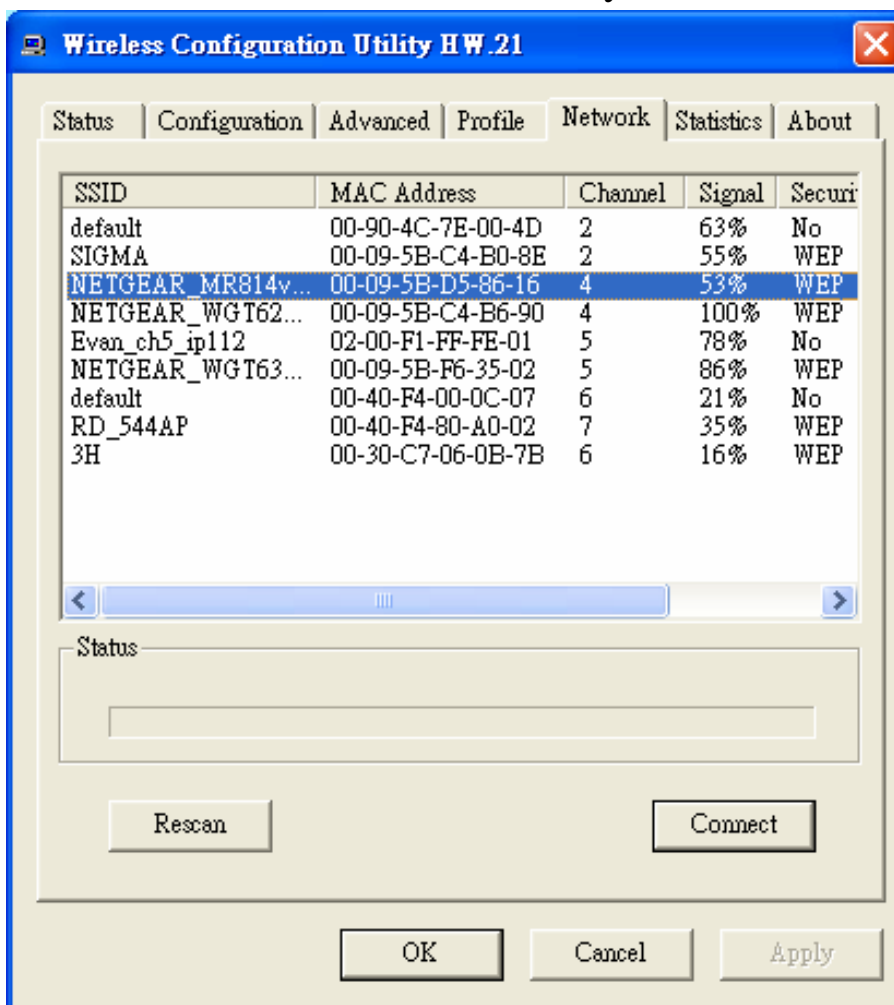 Wireless Configuration Utility HW.21
Status Configuration Advanced Profile Network Statistics About
SSID MAC Address Channel Signal Securi
default 00-90-4C-7E-00-4D 2 63% No
SIGMA 00-09-5B-C4-B0-8E 2 55% WEP
NETGEAR_MR814v... 00-09-5B-D5-86-16 4 53% WEP
NETGEAR_WGT62... 00-09-5B-C4-B6-90 4 100% WEP
Evan_ch5_ip112 02-00-F1-FF-FE-01 5 78% No
NETGEAR_WGT63... 00-09-5B-F6-35-02 5 86% WEP
default 00-40-F4-00-0C-07 6 21% No
RD_544AP 00-40-F4-80-A0-02 7 35% WEP
3H 00-30-C7-06-0B-7B 6 16% WEP
Status
Rescan Connect
OK Cancel Apply